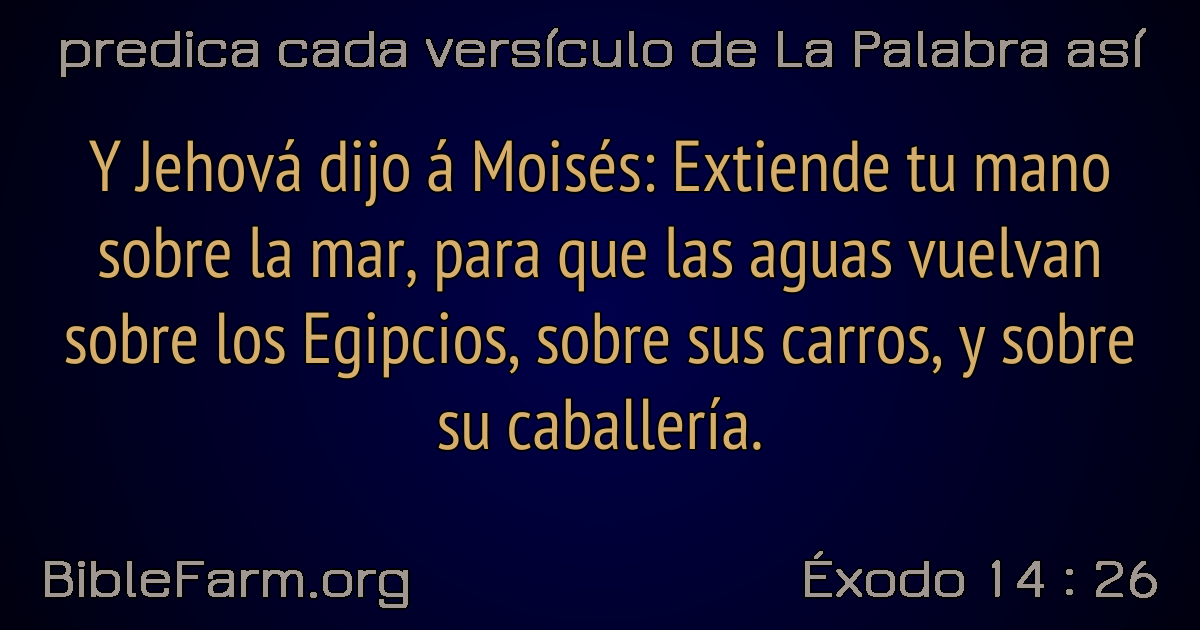 predica cada versículo de La Palabra así
Y Jehová dijo á Moisés: Extiende tu mano
sobre la mar, para que las aguas vuelvan
sobre los Egipcios, sobre sus carros, y sobre
su caballería.
BibleFarm.org
Éxodo 14 : 26